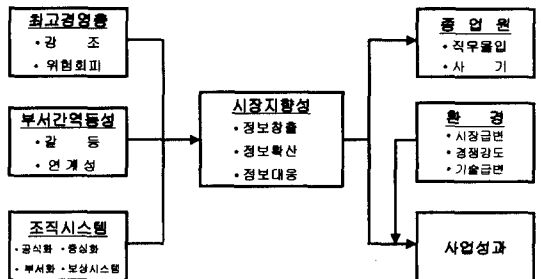 최고경영층
• 강 조
• 위험회피
부서간역동성
• 갈 등
• 연계성
조직시스템
• 공식화 • 중심화
• 부서화 • 보상시스템
시장지향성
• 정보창출
• 정보확산
• 정보대응
종 업 원
• 직무몰입
• 사 기
환 경
• 시장급변
• 경쟁강도
• 기술급변
사업성과